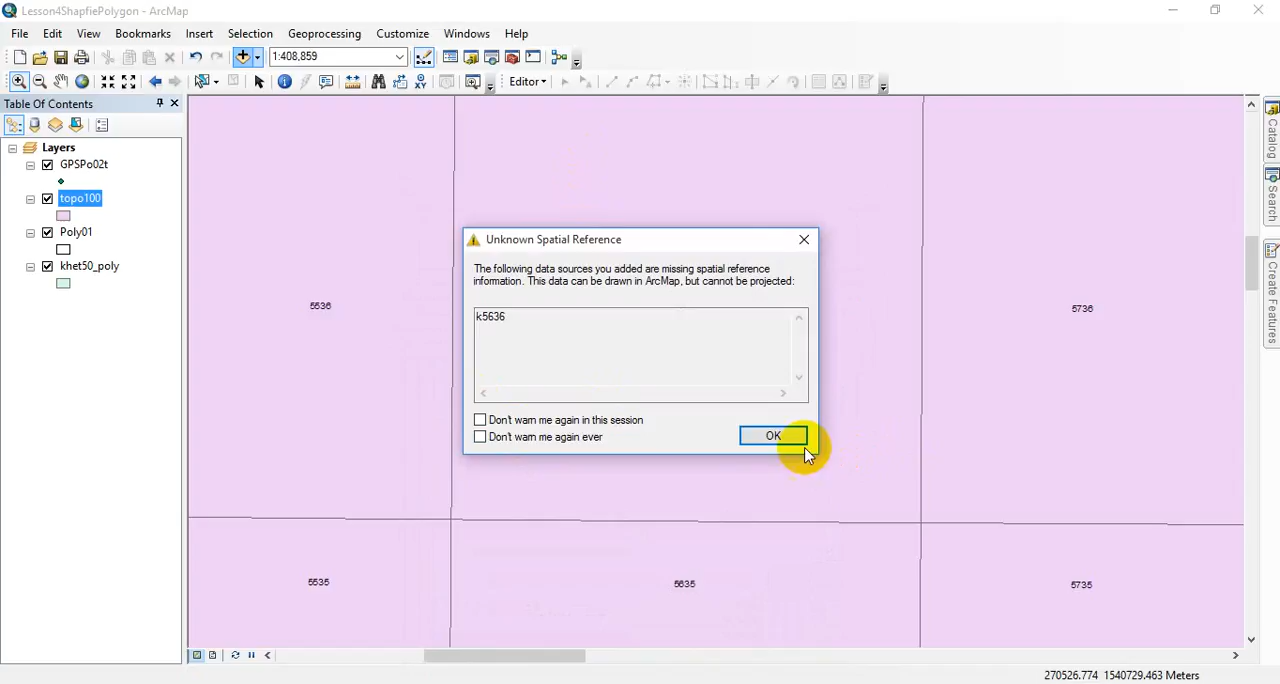 Lesson4ShapfiePolygon - ArcMap
File Edit View Bookmarks Insert Selection Geoprocessing Customize Windows Help
1:408,859
Editor
Table Of Contents
Layers
GPSPo02t
topo100
Poly01
khet50_poly
5536
5736
5535
5635
5735
Unknown Spatial Reference
The following data sources you added are missing spatial reference
information. This data can be drawn in ArcMap, but cannot be projected:
k5636
Don't warn me again in this session
Don't warn me again ever
OK
Catalog
Search
Create Features
270526.774 1540729.463 Meters